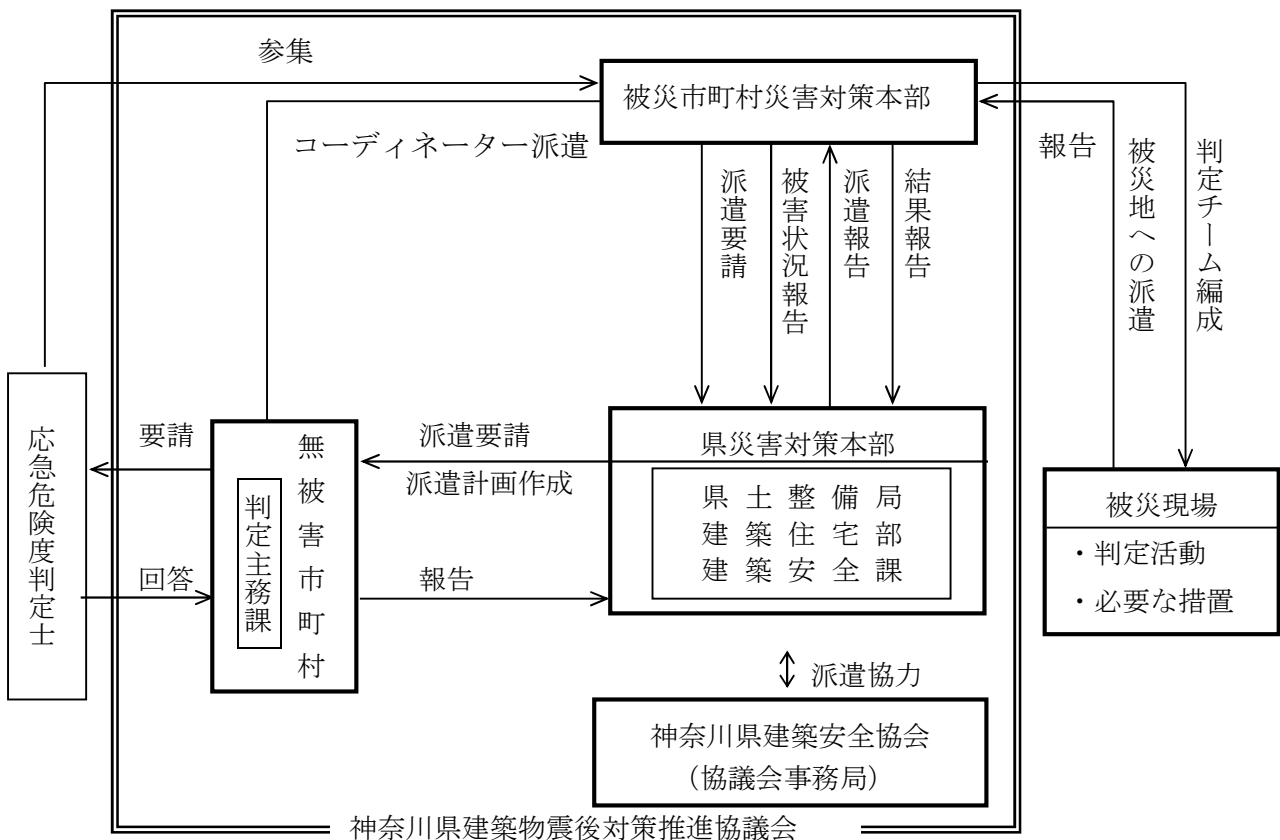 参集
被災市町村災害対策本部
コーディネーター派遣
報告
被災地への派遣
判定チーム編成
派遣要請
被害状況報告
派遣報告
結果報告
応急危険度判定士
要請
回答
無被害市町村
判定主務課
派遣要請
派遣計画作成
報告
県災害対策本部
県土整備局
建築住宅部
建築安全課
被災現場
・判定活動
・必要な措置
派遣協力
神奈川県建築安全協会
（協議会事務局）
神奈川県建築物震後対策推進協議会